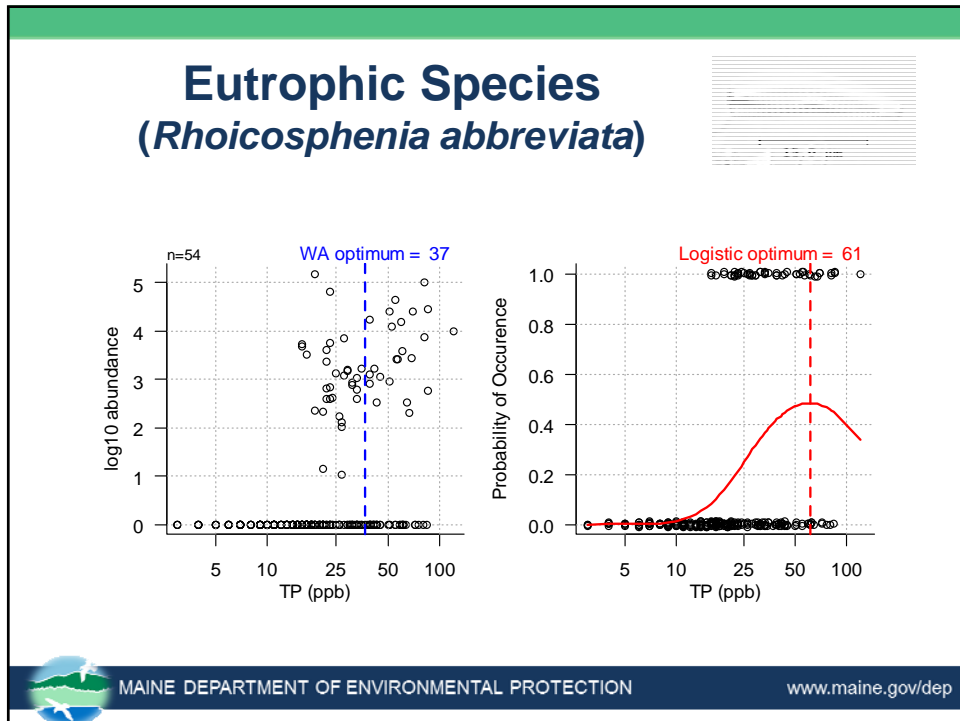 Eutrophic Species
(Rhoicosphenia abbreviata)
n=54
WA optimum = 37
log10 abundance
5
4
3
2
1
0
5 10 25 50 100
TP (ppb)
Logistic optimum = 61
Probability of Occurence
1.0
0.8
0.6
0.4
0.2
0.0
5 10 25 50 100
TP (ppb)
MAINE DEPARTMENT OF ENVIRONMENTAL PROTECTION www.maine.gov/dep